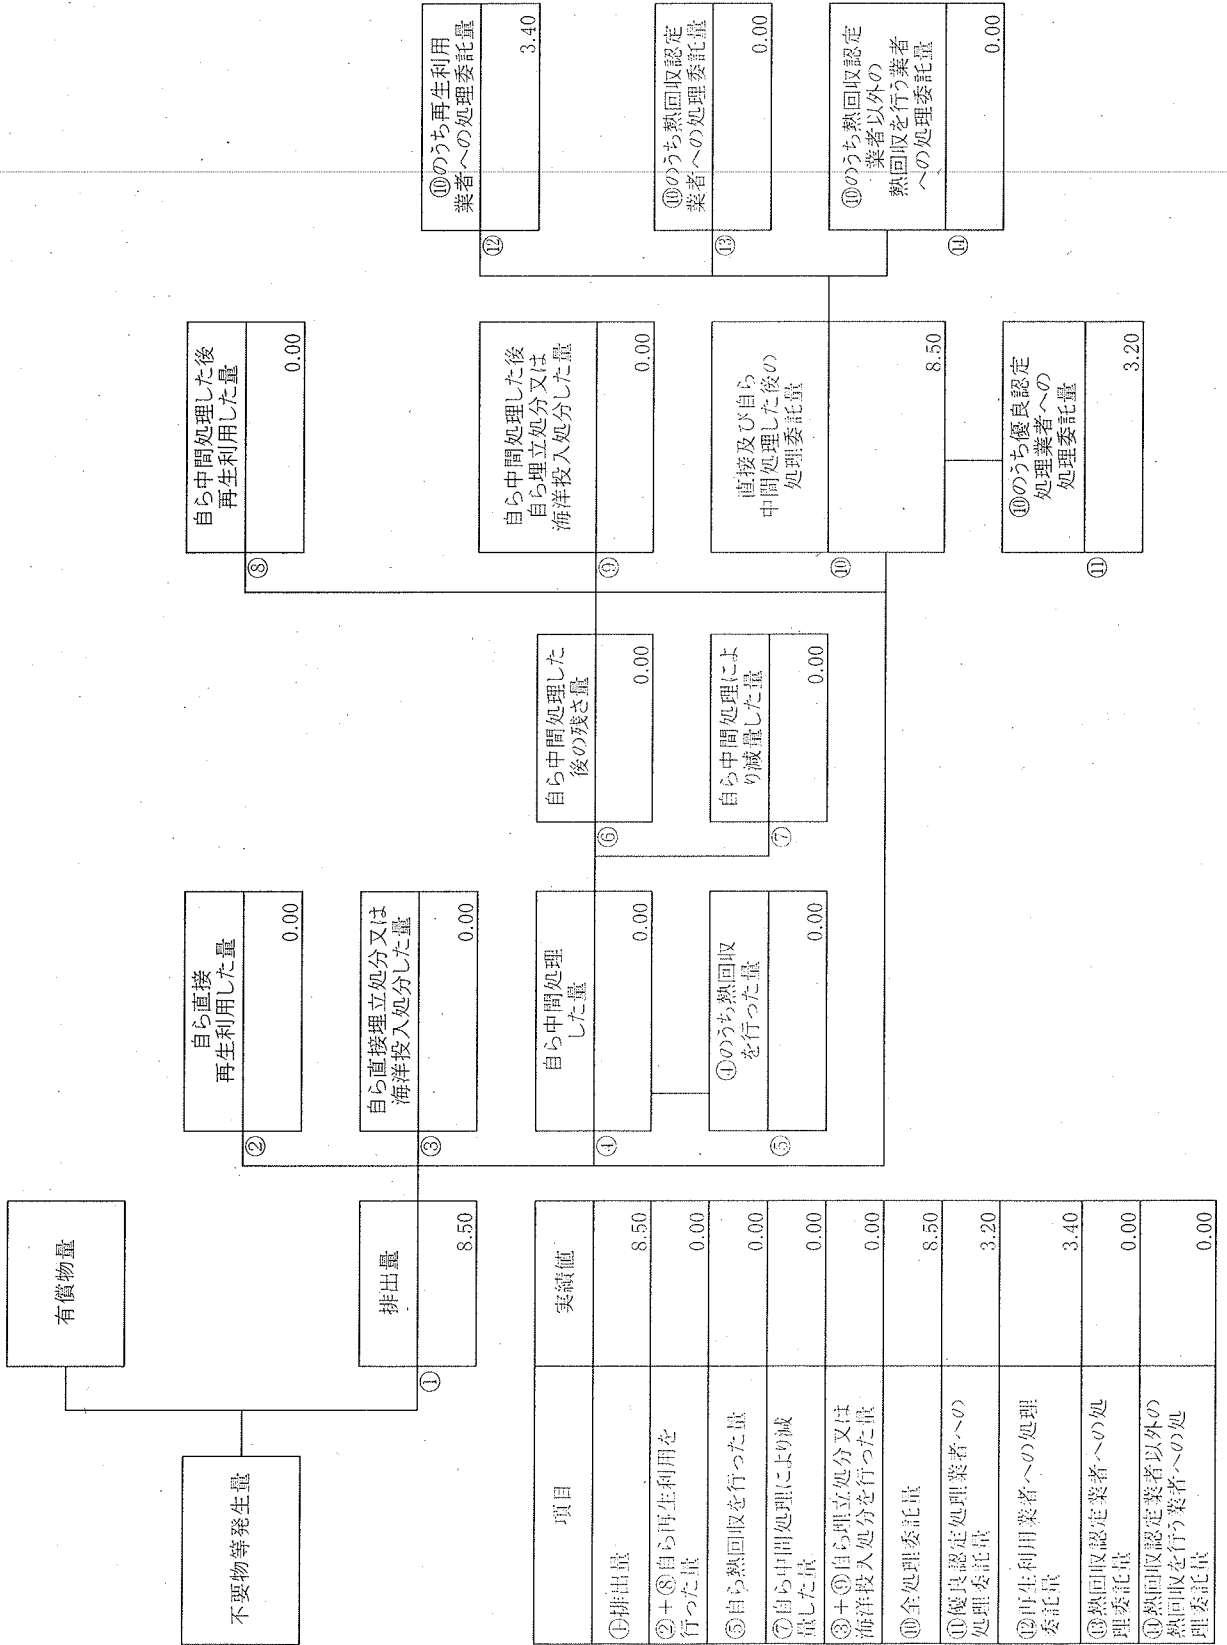 有償物量
不要物等発生量
排出量
①
8.50
②
自ら直接
再生利用した量
0.00
③
自ら直接埋立処分又は
海洋投入処分した量
0.00
④
自ら中間処理
した量
0.00
⑤
④のうち熱回収
を行った量
0.00
⑥
自ら中間処理した
後の残さ量
0.00
⑦
自ら中間処理によ
り減量した量
0.00
⑧
自ら中間処理した後
再生利用した量
0.00
⑨
自ら中間処理した後
自ら埋立処分又は
海洋投入処分した量
0.00
⑩
直接及び自ら
中間処理した後の
処理委託量
8.50
⑪
⑩のうち優良認定
処理業者への
処理委託量
3.20
⑫
⑩のうち再生利用
業者への処理委託量
3.40
⑬
⑩のうち熱回収認定
業者への処理委託量
0.00
⑭
⑩のうち熱回収認定
業者以外の
熱回収を行う業者
への処理委託量
0.00
項目 実績値
①排出量 8.50
②+⑧自ら再生利用を
行った量 0.00
⑤自ら熱回収を行った量 0.00
⑦自ら中間処理により減
量した量 0.00
③+⑨自ら埋立処分又は
海洋投入処分を行った量 0.00
⑩全処理委託量 8.50
⑪優良認定処理業者への
処理委託量 3.20
⑫再生利用業者への処理
委託量 3.40
⑬熱回収認定業者への処
理委託量 0.00
⑭熱回収認定業者以外の
熱回収を行う業者への処
理委託量 0.00